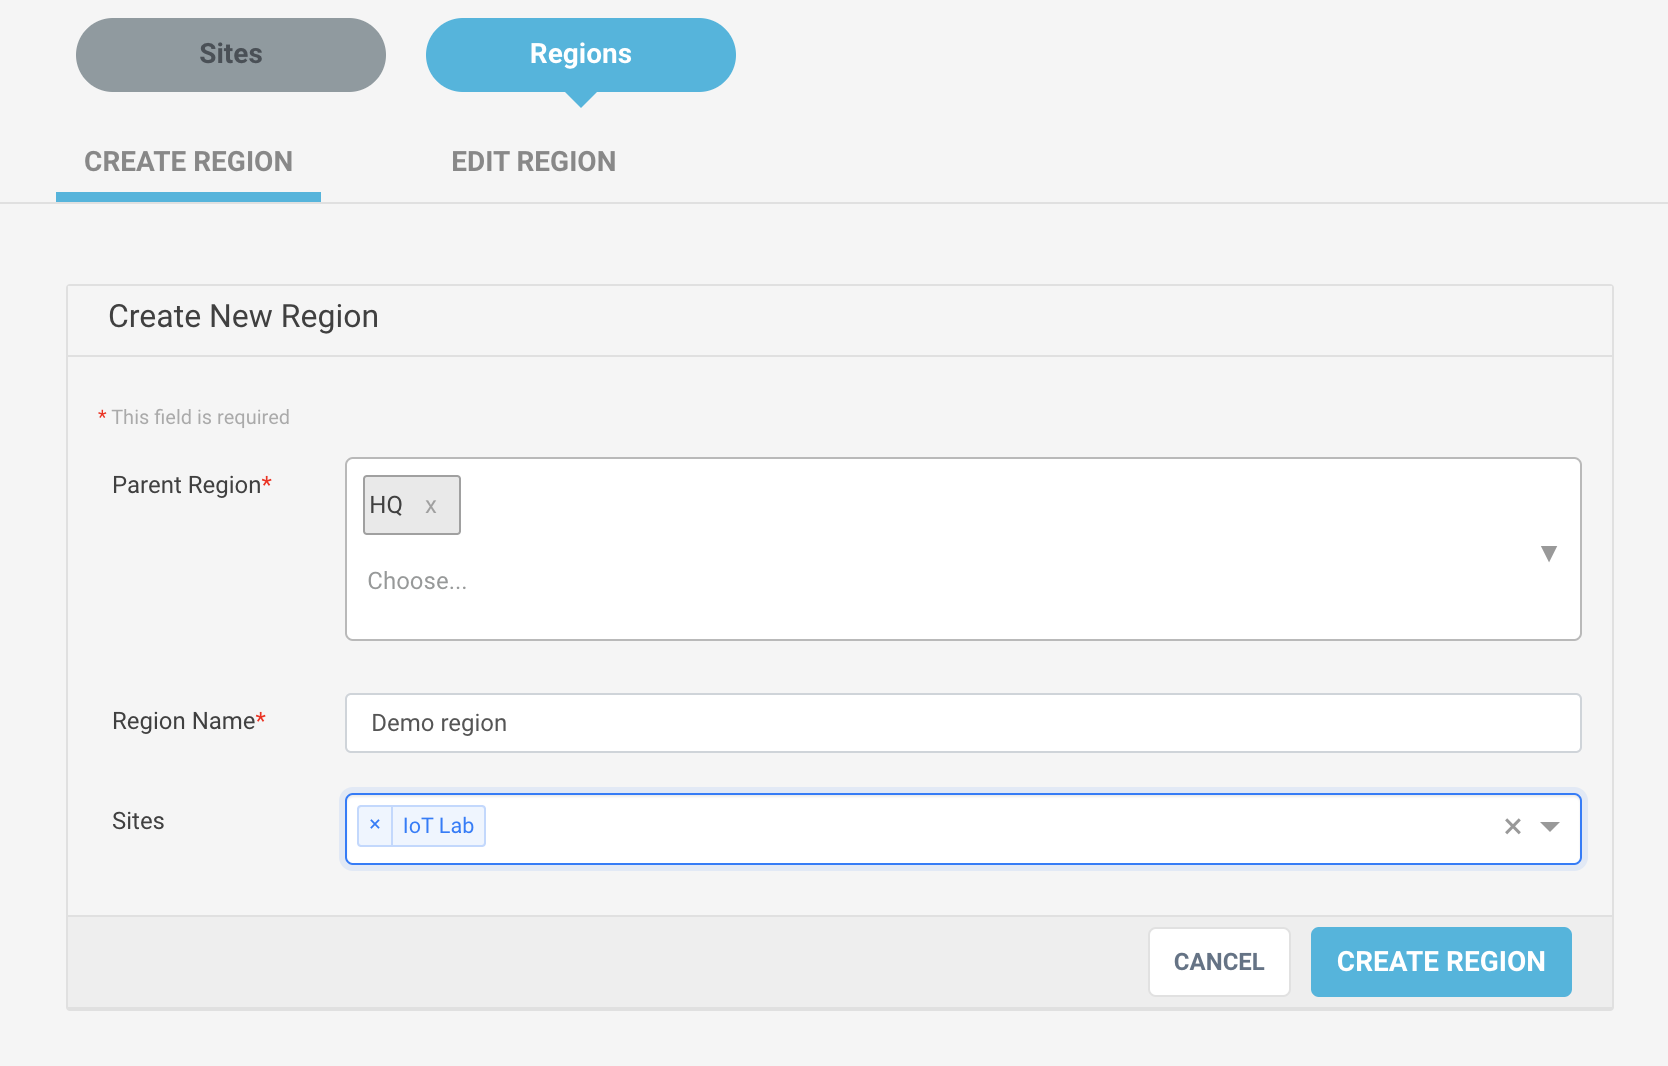 Sites
Regions
CREATE REGION
EDIT REGION
Create New Region
* This field is required
Parent Region*
HQ x
Choose...
Region Name*
Demo region
Sites
× IoT Lab
CANCEL
CREATE REGION